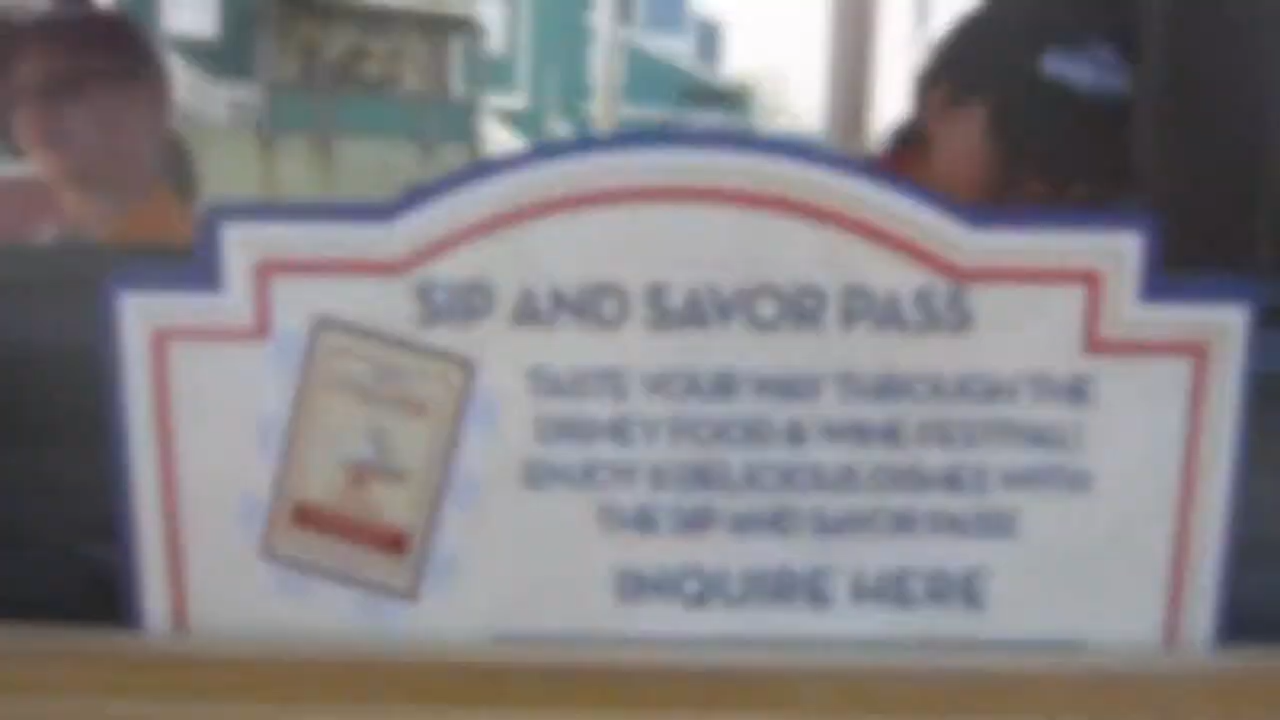 SIP AND SAVOR PASS
TASTE YOUR WAY THROUGH THE
DISNEY FOOD & WINE FESTIVAL!
ENJOY DELICIOUS DISHES WITH
THE SIP AND SAVOR PASS
INQUIRE HERE